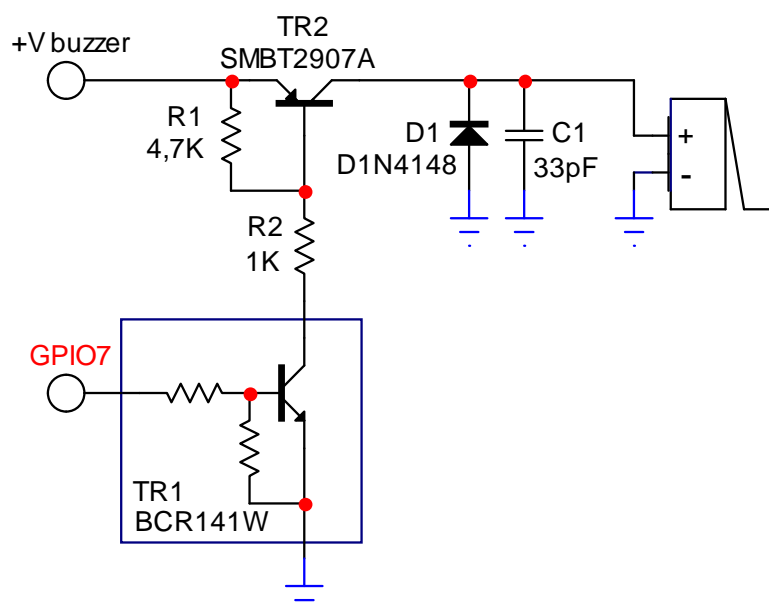 TR2
+V buzzer
SMBT2907A
R1
4,7K
D1
D1N4148
C1
33pF
+
-
R2
1K
GPIO7
TR1
BCR141W